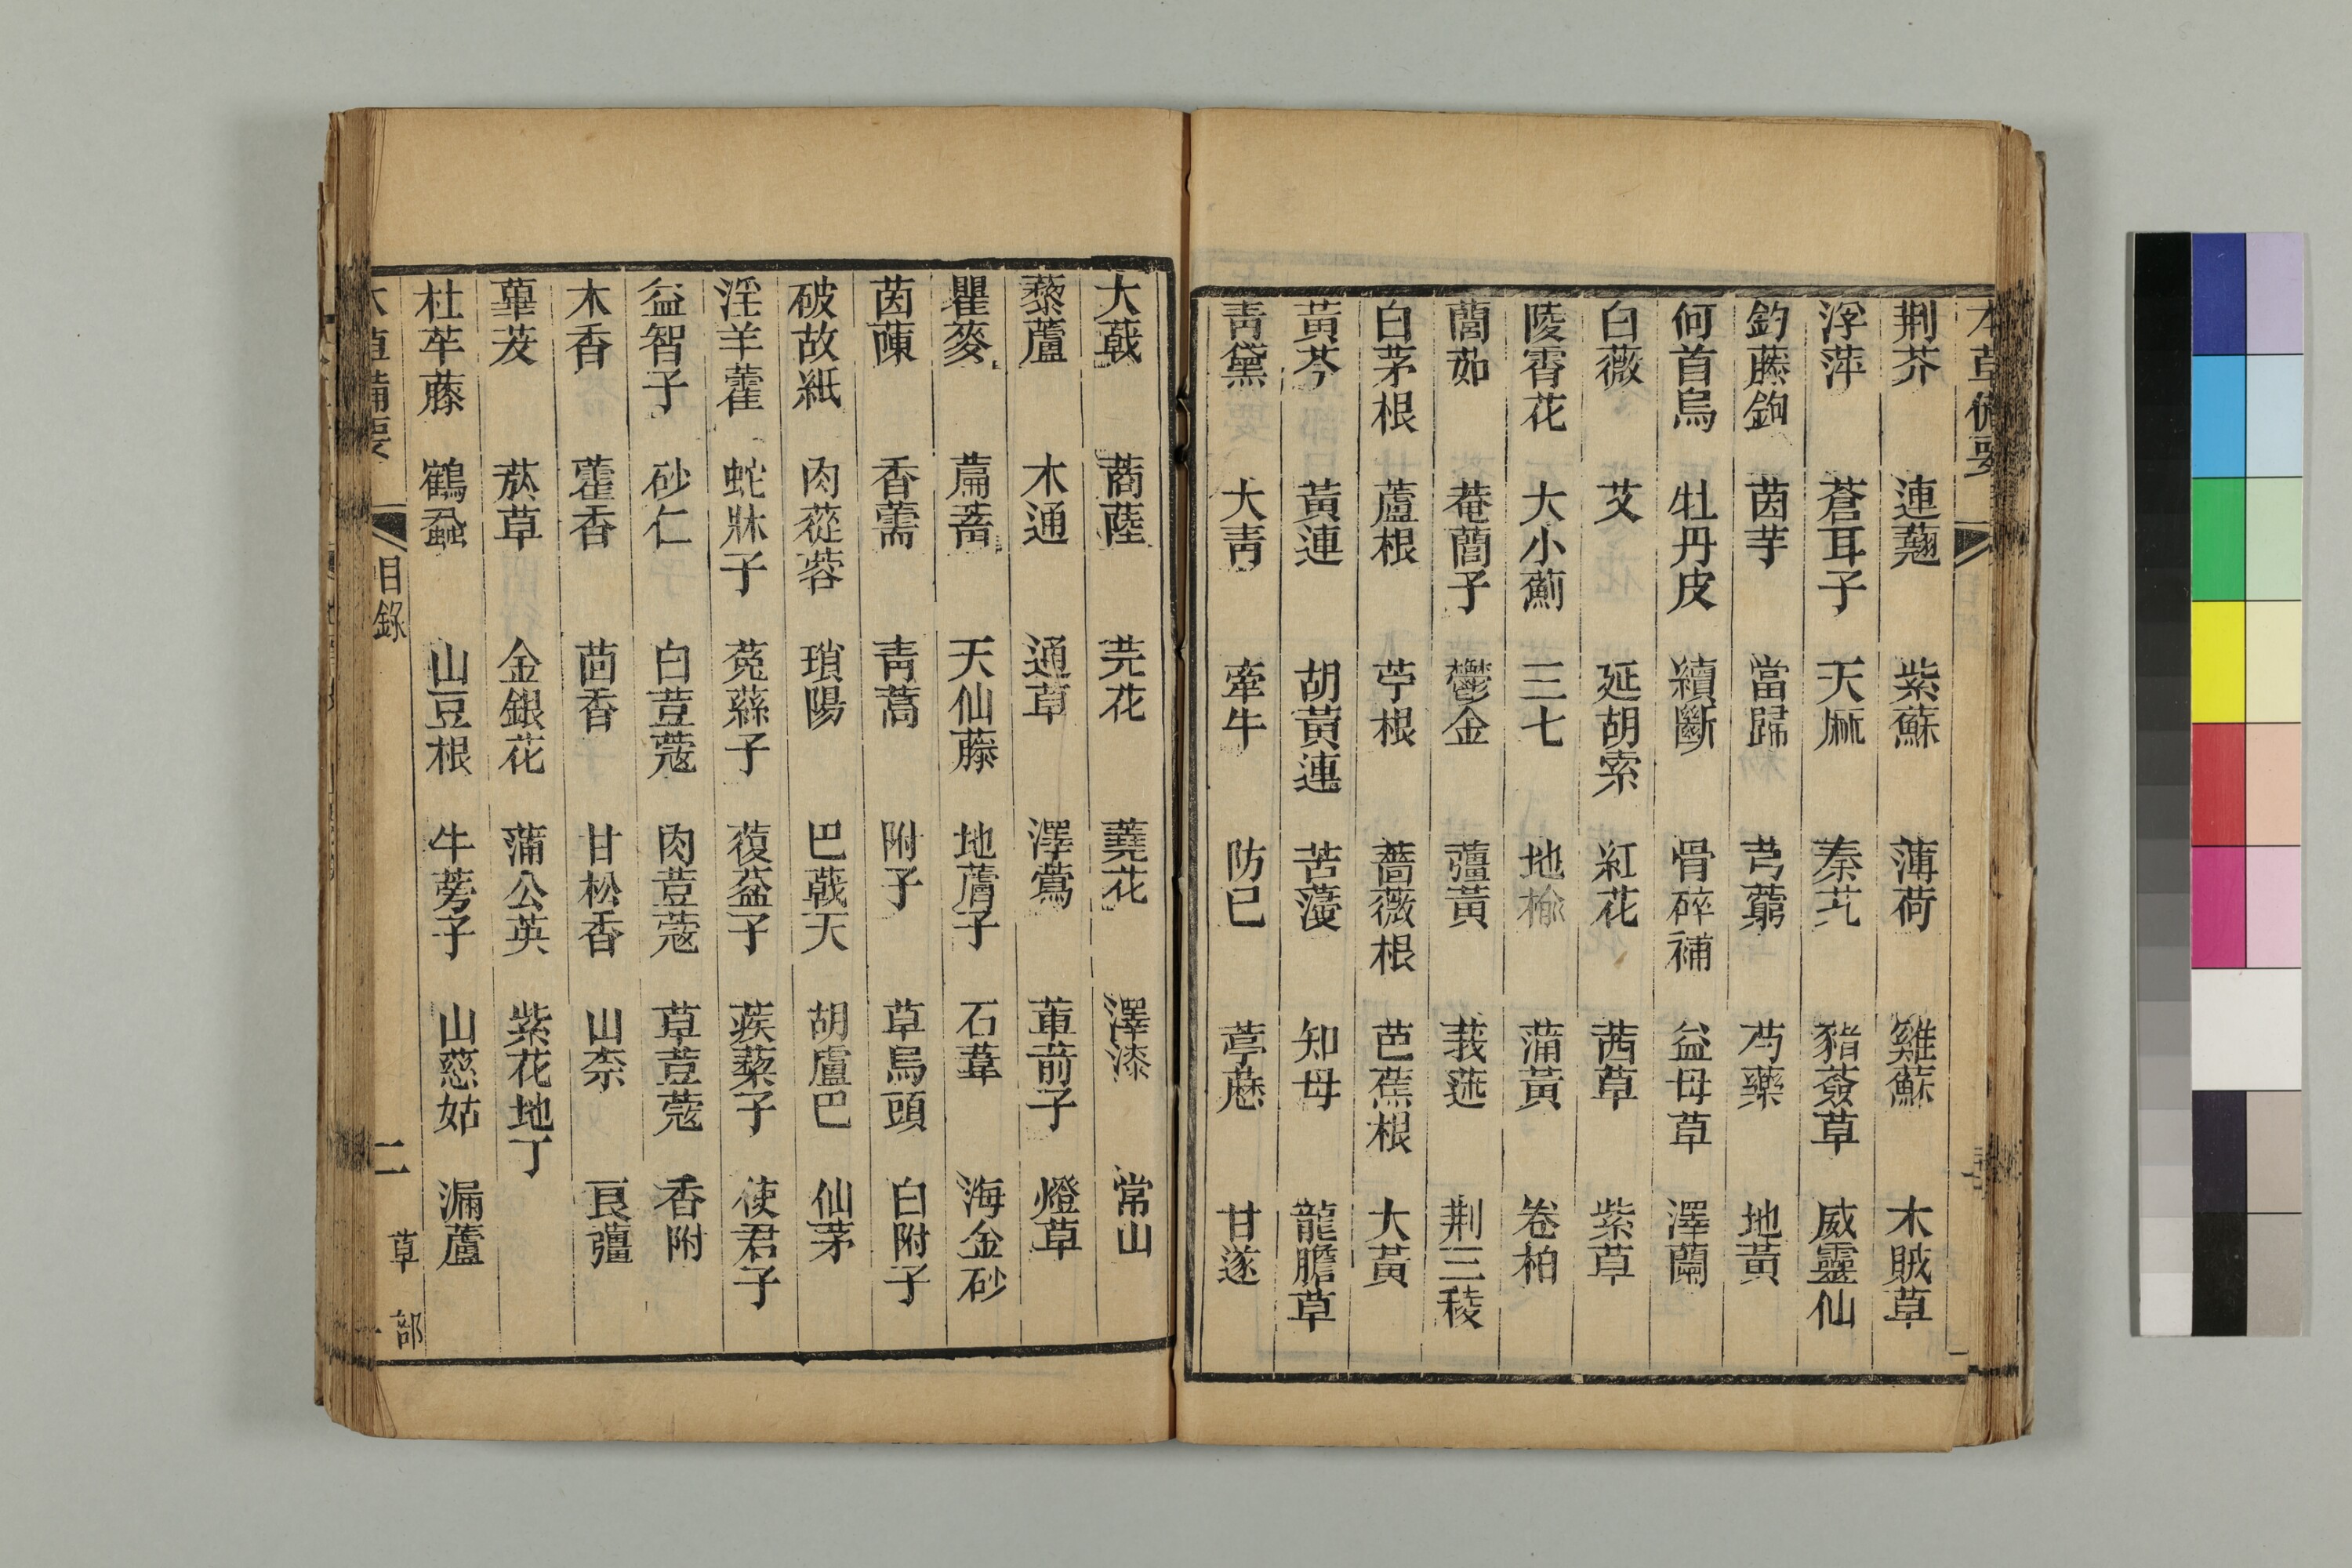 本草備要
荆芥 連翹 紫蘇 薄荷 雞蘇 木賊草
浮萍 蒼耳子 天麻 秦艽 豨薟草 威靈仙
釣藤鉤 茵芋 當歸 芎藭 芍藥 地黃
何首烏 牡丹皮 續斷 骨碎補 益母草 澤蘭
白薇 艾 延胡索 紅花 茜草 紫草
陵霄花 大小薊 三七 地榆 蒲黃 卷柏
蕳茹 菴蕳子 鬱金 薑黃 莪蒁 荆三稜
白茅根 蘆根 苧根 薔薇根 芭蕉根 大黃
黃芩 黃連 胡黃連 苦蓡 知母 龍膽草
靑黛 大靑 牽牛 防己 葶藶 甘遂
大戟 蔏蓫 芫花 蕘花 澤漆 常山
藜蘆 木通 通草 澤瀉 車前子 燈草
瞿麥 萹蓄 天仙藤 地膚子 石葦 海金砂
茵蔯 香薷 靑蒿 附子 草烏頭 白附子
破故紙 肉蓯蓉 瑣陽 巴戟天 胡盧巴 仙茅
淫羊藿 蛇牀子 菟絲子 覆盆子 蒺藜子 使君子
益智子 砂仁 白荳蔻 肉荳蔻 草荳蔻 香附
木香 藿香 茴香 甘松香 山柰 良薑
蓽茇 菸草 金銀花 蒲公英 紫花地丁
杜牛藤 鶴蝨 山豆根 牛蒡子 山慈姑 漏蘆
本草備要 目錄 二 草部